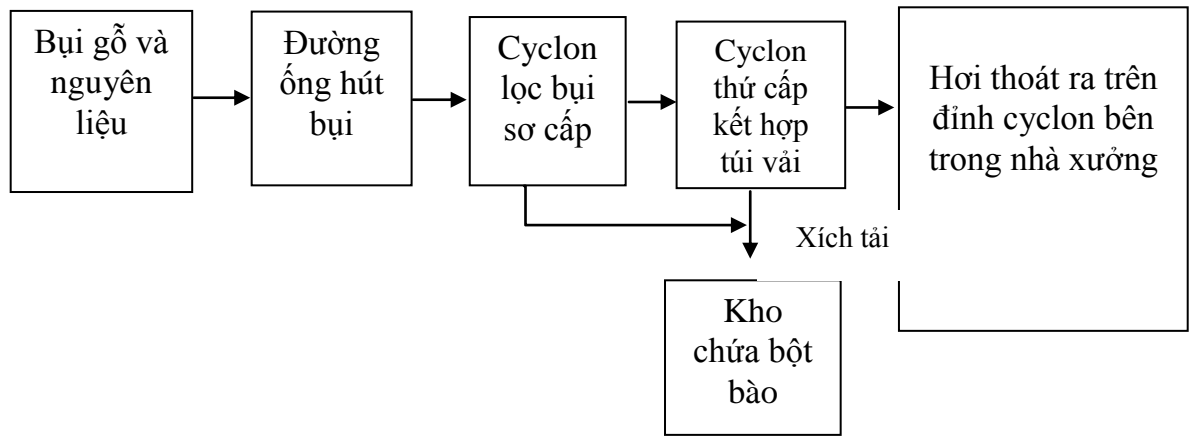 Bụi gỗ và
nguyên
liệu
Đường
ống hút
bụi
Cyclon
lọc bụi
sơ cấp
Cyclon
thứ cấp
kết hợp
túi vải
Hơi thoát ra trên
đỉnh cyclon bên
trong nhà xưởng
Xích tải
Kho
chứa bột
bào